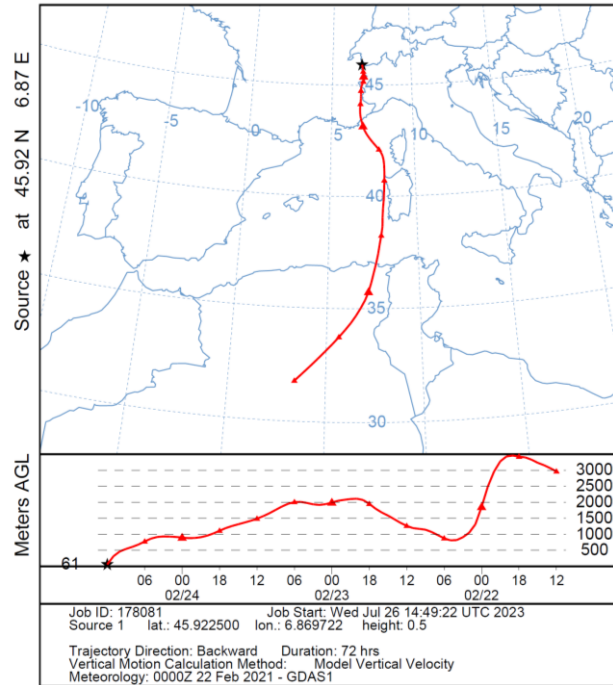 Source ★ at 45.92 N 6.87 E
-10
-5
0
5
10
15
20
45
40
35
30
Meters AGL
3000
2500
2000
1500
1000
500
61
06 00 18 12 06 00 18 12 06 00 18 12
02/24 02/23 02/22
Job ID: 178081 Job Start: Wed Jul 26 14:49:22 UTC 2023
Source 1 lat.: 45.922500 lon.: 6.869722 height: 0.5
Trajectory Direction: Backward Duration: 72 hrs
Vertical Motion Calculation Method: Model Vertical Velocity
Meteorology: 0000Z 22 Feb 2021 - GDAS1